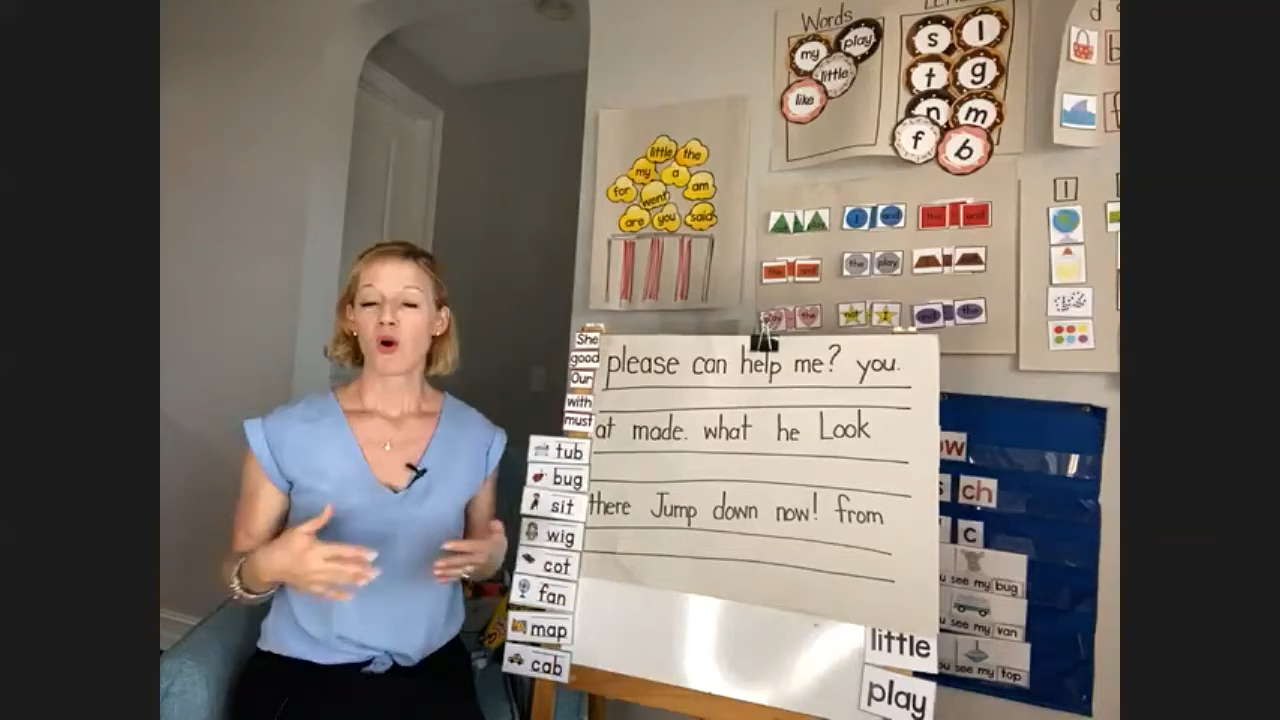 Words
my play
little
like
s l
t g
n m
f b
d
little the
my a
for went am
are you said
I and
the play
the
l
She
good
Our
with
must
please can help me? you.
at made. what he Look
there Jump down now! from
tub
bug
sit
wig
cot
fan
map
cab
ow
ch
c
see my bug
see my van
see my top
little
play